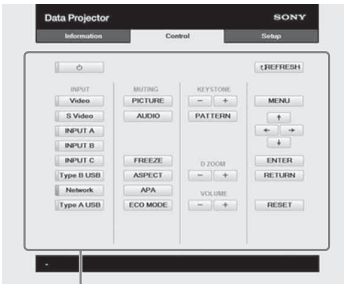 Data Projector SONY
Information Control Setup
REFRESH
INPUT MUTING KEYSTONE
Video PICTURE - + MENU
S Video AUDIO PATTERN
INPUT A
INPUT B
INPUT C FREEZE D ZOOM ENTER
Type B USB ASPECT - + RETURN
Network APA VOLUME
Type A USB ECO MODE - + RESET